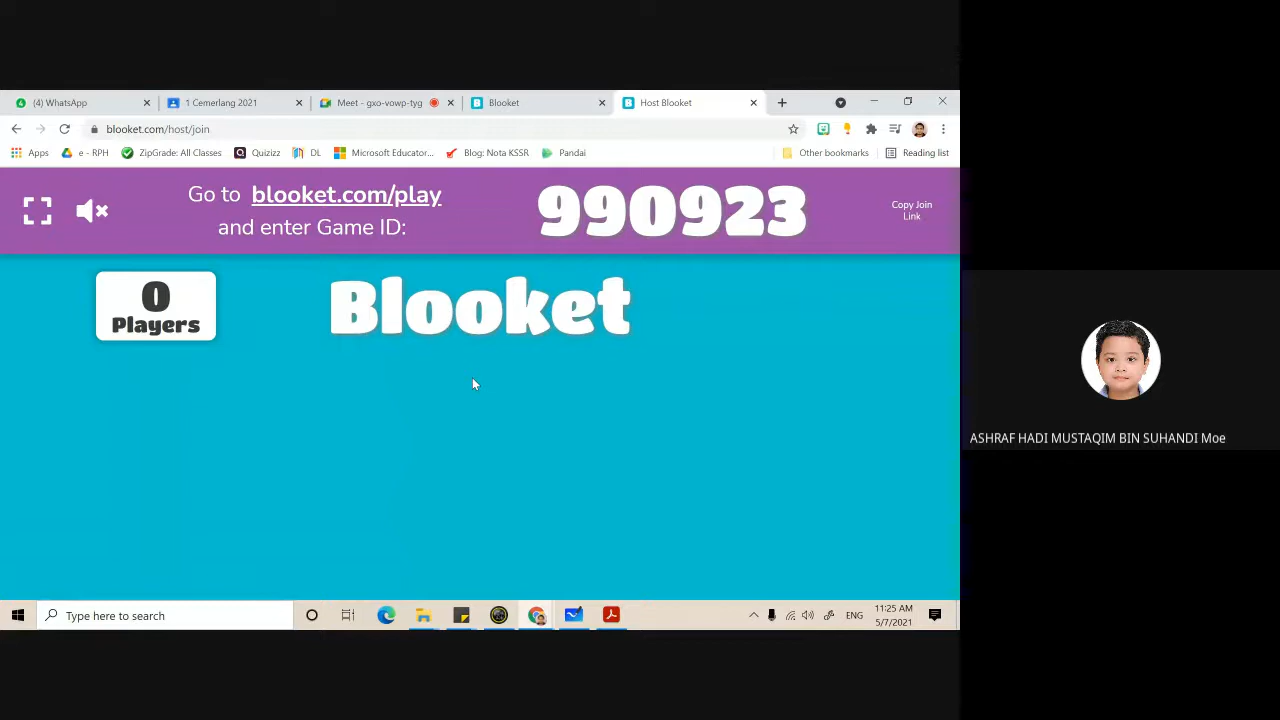 (4) WhatsApp
1 Cemerlang 2021
Meet - gxo-vowp-tyg
Blooket
Host Blooket
blooket.com/host/join
Apps
e - RPH
ZipGrade: All Classes
Quizizz
DL
Microsoft Educator...
Blog: Nota KSSR
Pandai
Other bookmarks
Reading list
Go to blooket.com/play
and enter Game ID:
990923
Copy Join
Link
0
Players
Blooket
ASHRAF HADI MUSTAQIM BIN SUHANDI Moe
Type here to search
ENG
11:25 AM
5/7/2021